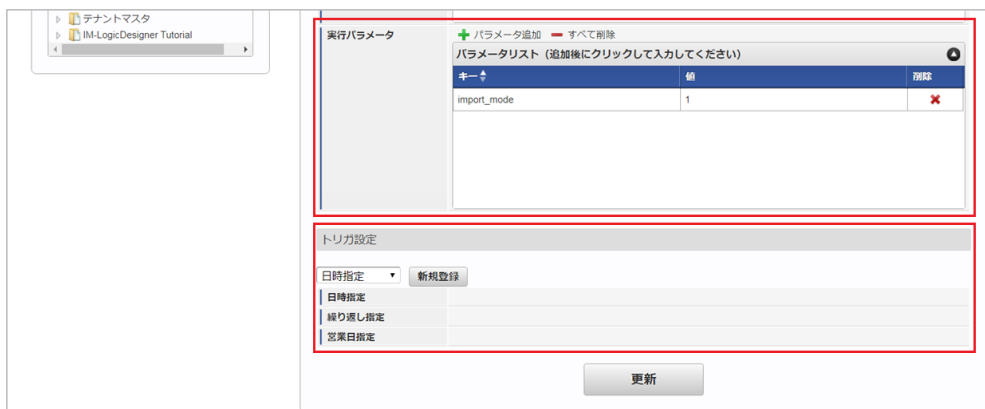 テナントマスタ
IM-LogicDesigner Tutorial
実行パラメータ
パラメータ追加 すべて削除
パラメータリスト（追加後にクリックして入力してください）
キー 値 削除
import_mode 1
トリガ設定
日時指定 新規登録
日時指定
繰り返し指定
営業日指定
更新